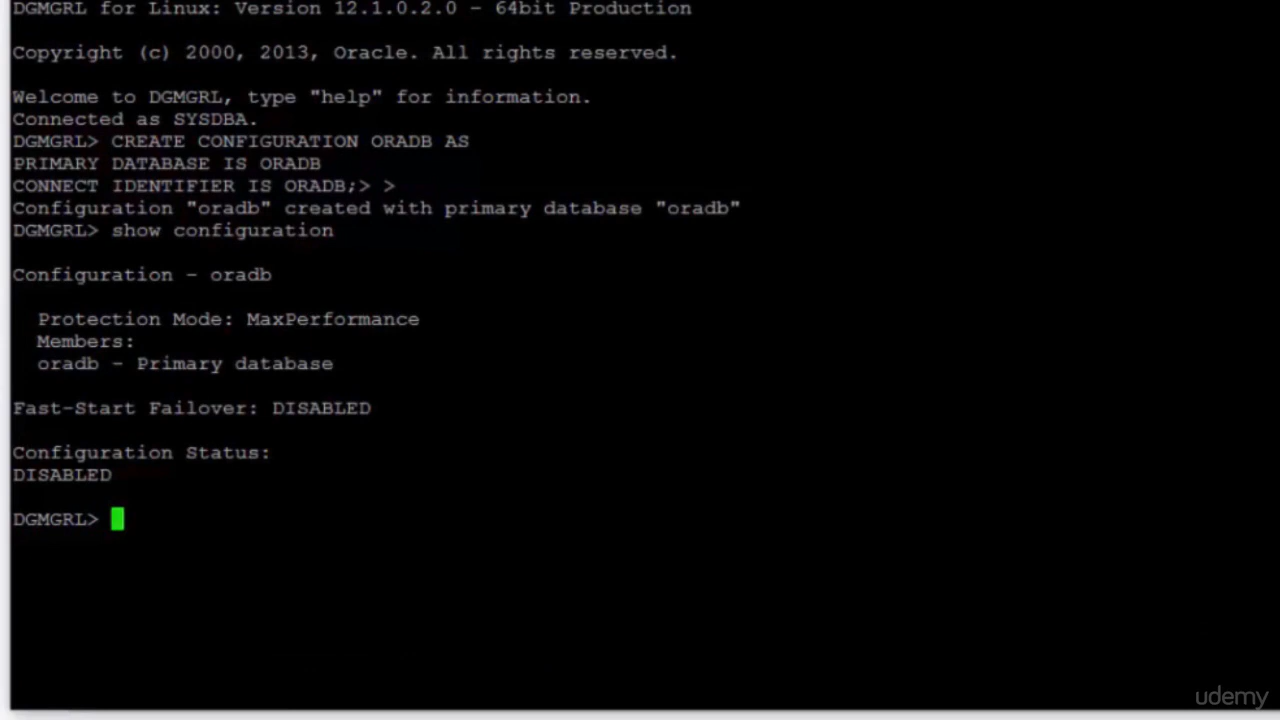 DGMGRL for Linux: Version 12.1.0.2.0 - 64bit Production
Copyright (c) 2000, 2013, Oracle. All rights reserved.
Welcome to DGMGRL, type "help" for information.
Connected as SYSDBA.
DGMGRL> CREATE CONFIGURATION ORADB AS
PRIMARY DATABASE IS ORADB
CONNECT IDENTIFIER IS ORADB;> >
Configuration "oradb" created with primary database "oradb"
DGMGRL> show configuration
Configuration - oradb
Protection Mode: MaxPerformance
Members:
oradb - Primary database
Fast-Start Failover: DISABLED
Configuration Status:
DISABLED
DGMGRL>
udemy